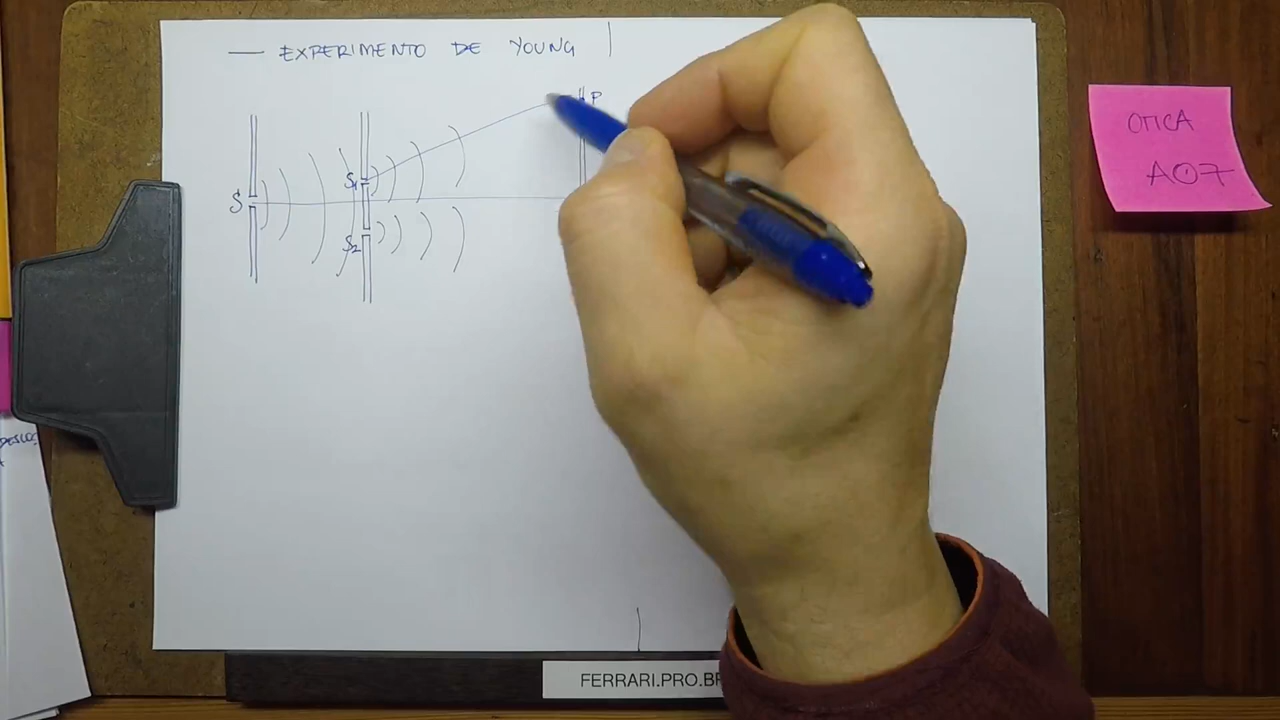 — EXPERIMENTO DE YOUNG
P
S
S1
S2
OTICA
A07
FERRARI.PRO.BR